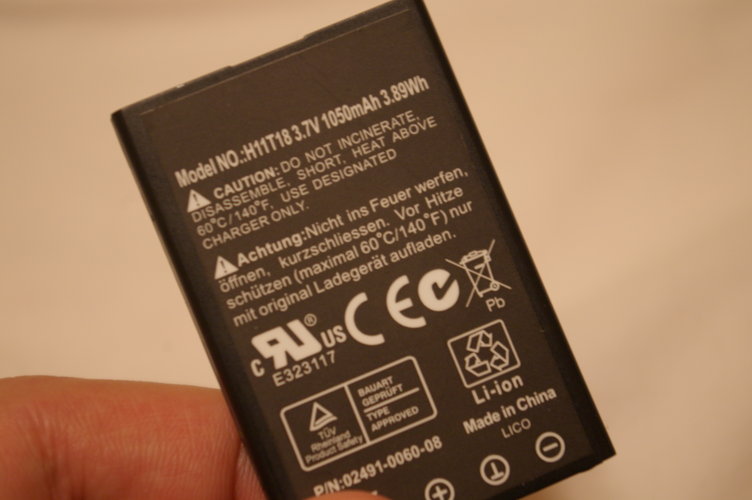 Model NO.:H11T18 3.7V 1050mAh 3.89Wh
CAUTION: DO NOT INCINERATE,
DISASSEMBLE, SHORT, HEAT ABOVE
60°C/140°F. USE DESIGNATED
CHARGER ONLY.
Achtung:Nicht ins Feuer werfen,
öffnen, kurzschliessen. Vor Hitze
schützen (maximal 60°C/140°F) nur
mit original Ladegerät aufladen.
C RU ® US CE
E323117
Pb
TÜV
Rheinland
Product Safety
BAUART
GEPRÜFT
TYPE
APPROVED
Li-ion
Made in China
LICO
P/N:02491-0060-08
+ -